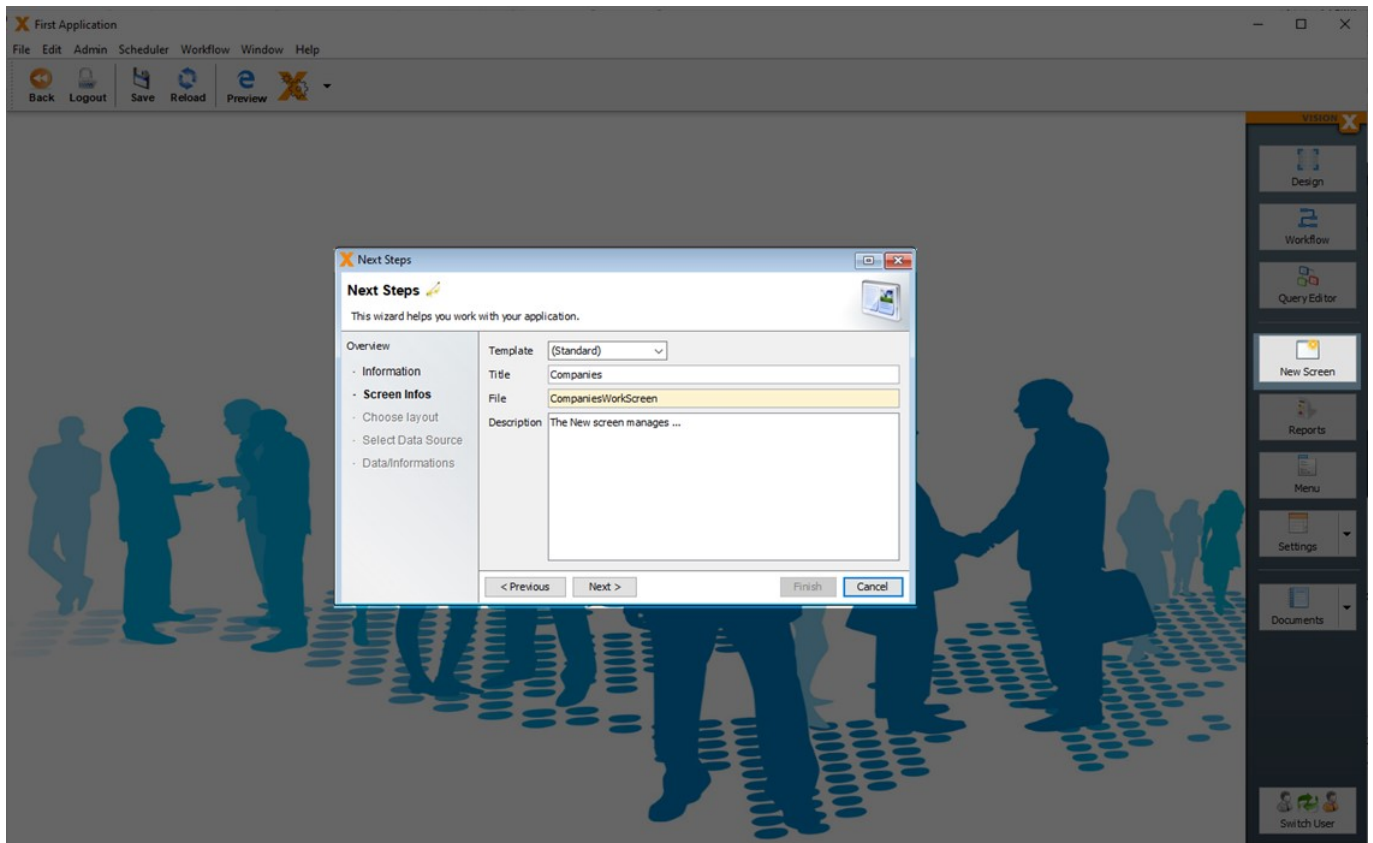 First Application
File Edit Admin Scheduler Workflow Window Help
Back Logout Save Reload Preview
VISION
Design
Workflow
Query Editor
New Screen
Reports
Menu
Settings
Documents
Switch User
Next Steps
Next Steps
This wizard helps you work with your application.
Overview
· Information
· Screen Infos
· Choose layout
· Select Data Source
· Data/Informations
Template (Standard)
Title Companies
File CompaniesWorkScreen
Description The New screen manages ...
< Previous Next > Finish Cancel